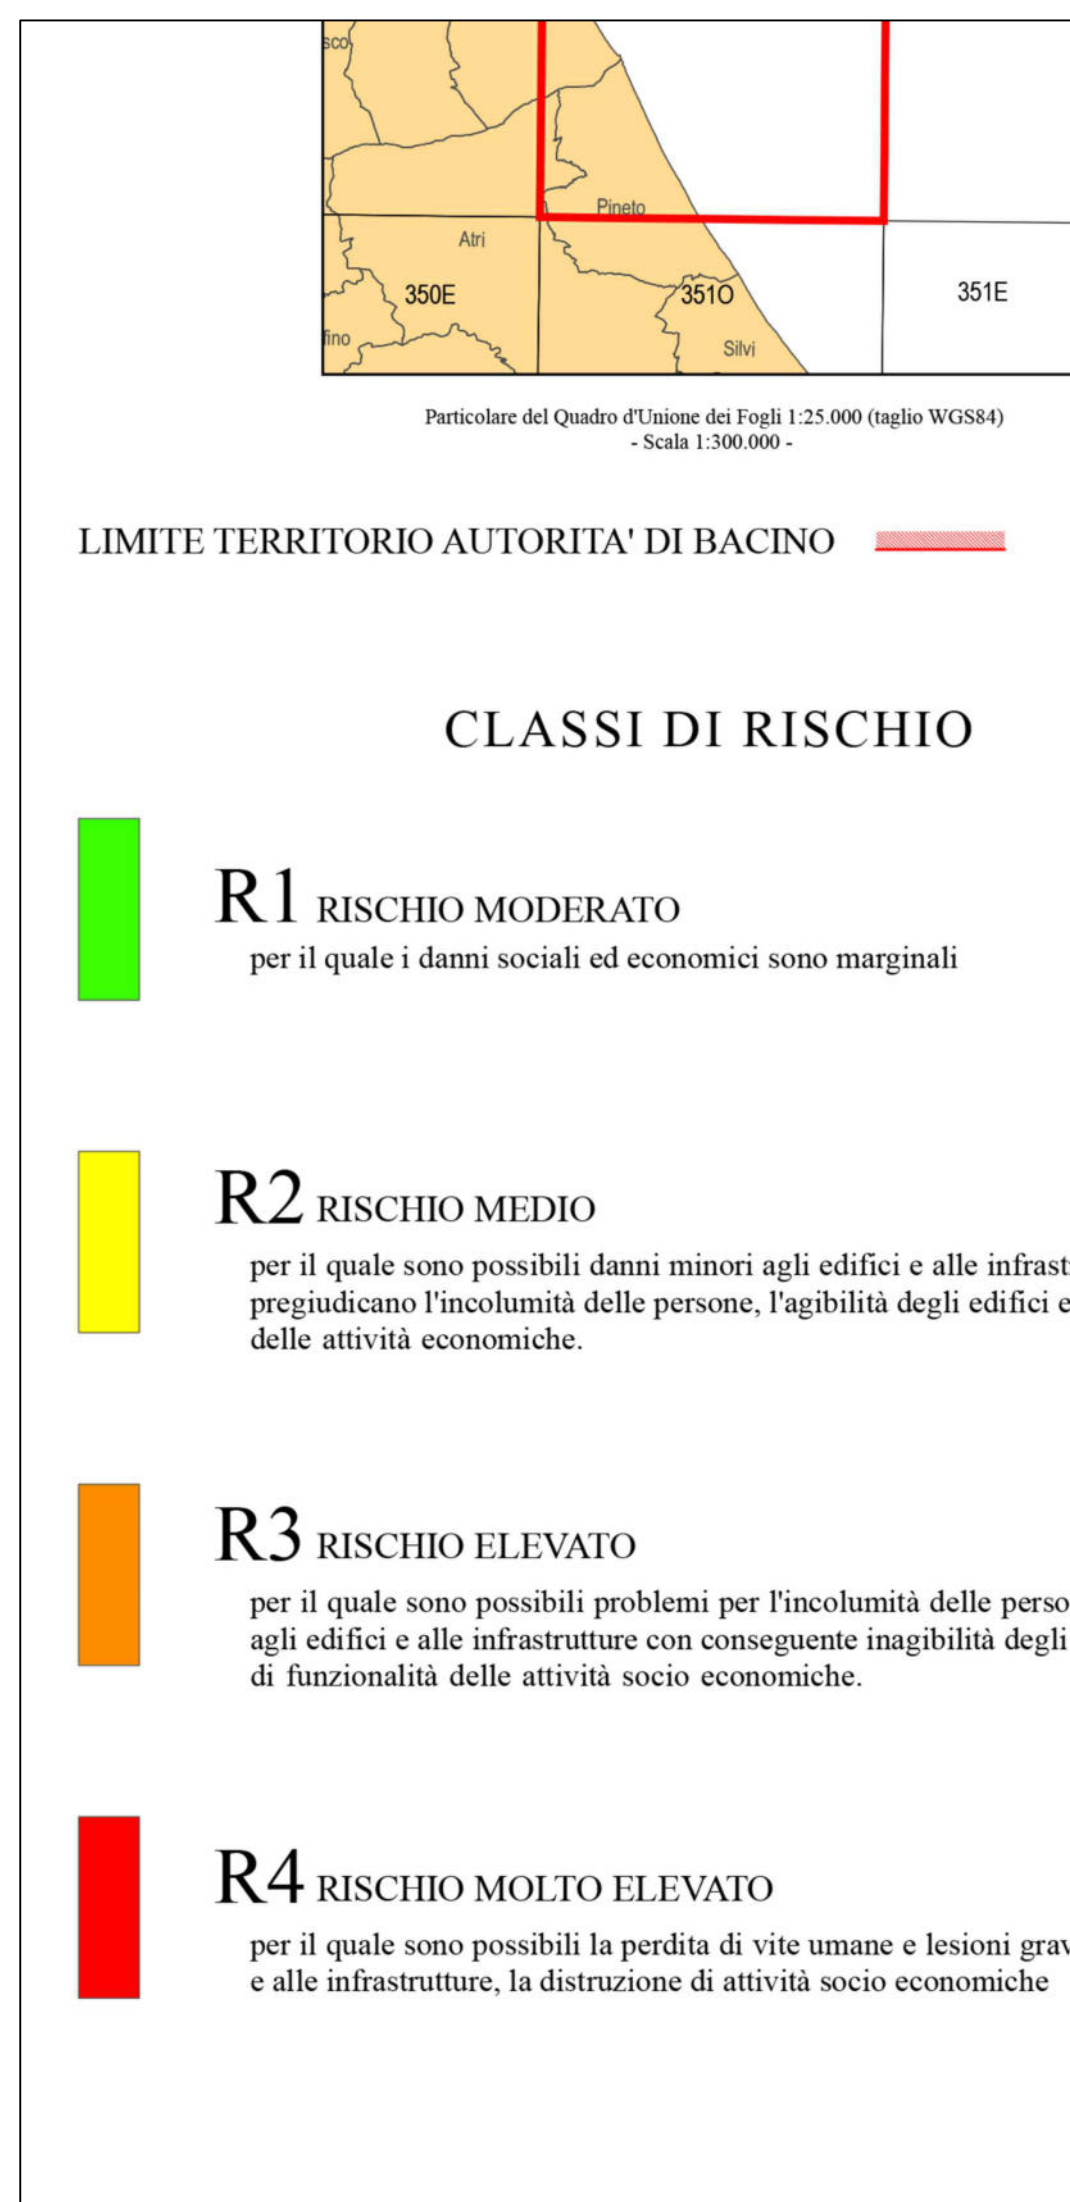 sco
Pineto
Atri
350E
351O
351E
fino
Silvi
Particolare del Quadro d'Unione dei Fogli 1:25.000 (taglio WGS84)
- Scala 1:300.000 -
LIMITE TERRITORIO AUTORITA' DI BACINO
CLASSI DI RISCHIO
R1 RISCHIO MODERATO
per il quale i danni sociali ed economici sono marginali
R2 RISCHIO MEDIO
per il quale sono possibili danni minori agli edifici e alle infrast
pregiudicano l'incolumità delle persone, l'agibilità degli edifici e
delle attività economiche.
R3 RISCHIO ELEVATO
per il quale sono possibili problemi per l'incolumità delle perso
agli edifici e alle infrastrutture con conseguente inagibilità degli
di funzionalità delle attività socio economiche.
R4 RISCHIO MOLTO ELEVATO
per il quale sono possibili la perdita di vite umane e lesioni grav
e alle infrastrutture, la distruzione di attività socio economiche